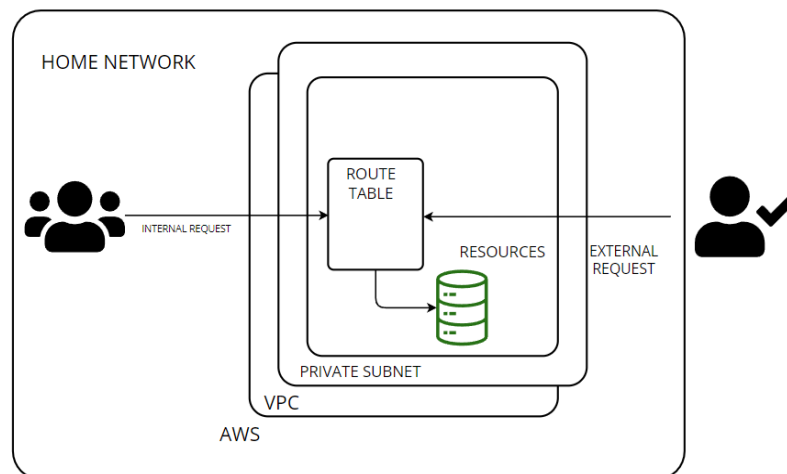 HOME NETWORK
ROUTE
TABLE
INTERNAL REQUEST
RESOURCES
EXTERNAL
REQUEST
PRIVATE SUBNET
VPC
AWS